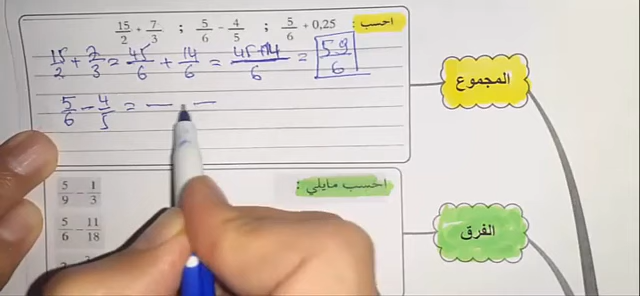 احسب : 15/2 + 7/3 ; 5/6 - 4/5 ; 5/6 + 0,25
15/2 + 7/3 = 45/6 + 14/6 = 45+14/6 = 59/6
5/6 - 4/5 =
المجموع
احسب مايلي :
5/9 - 1/3
5/6 - 11/18
الفرق